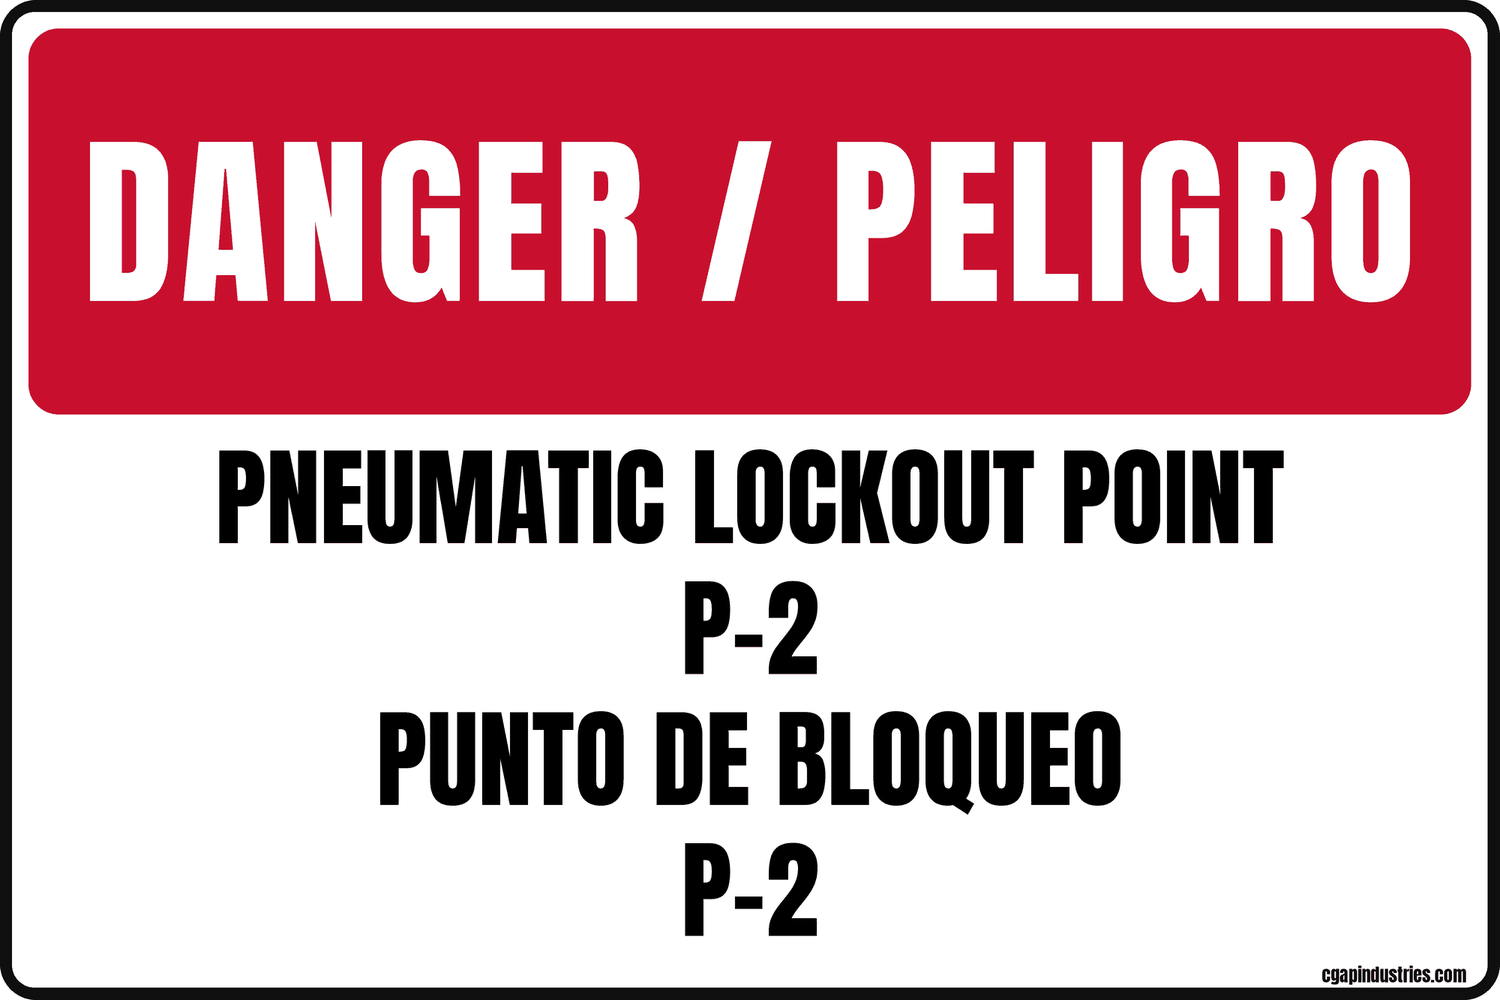 DANGER / PELIGRO
PNEUMATIC LOCKOUT POINT
P-2
PUNTO DE BLOQUEO
P-2
cgapindustries.com